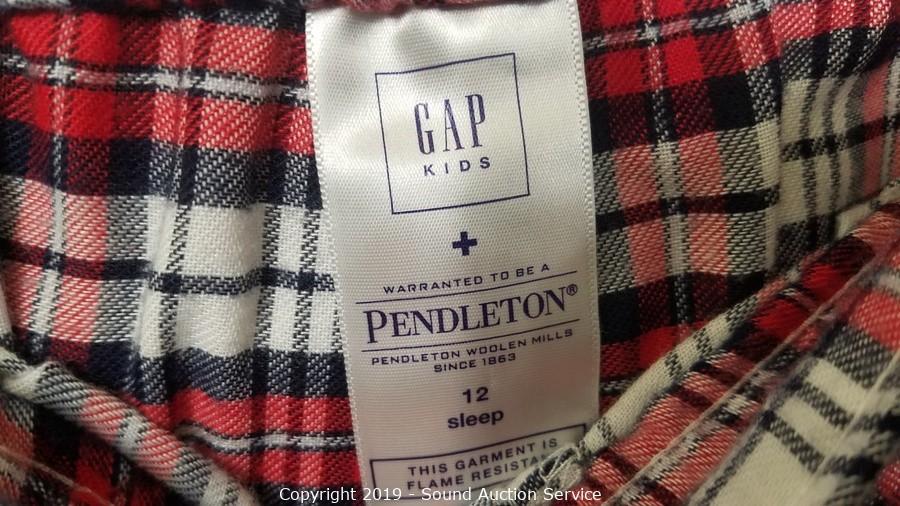 GAP
KIDS
+
WARRANTED TO BE A
PENDLETON®
PENDLETON WOOLEN MILLS
SINCE 1863
12
sleep
THIS GARMENT IS
FLAME
Copyright 2019 - Sound Auction Service